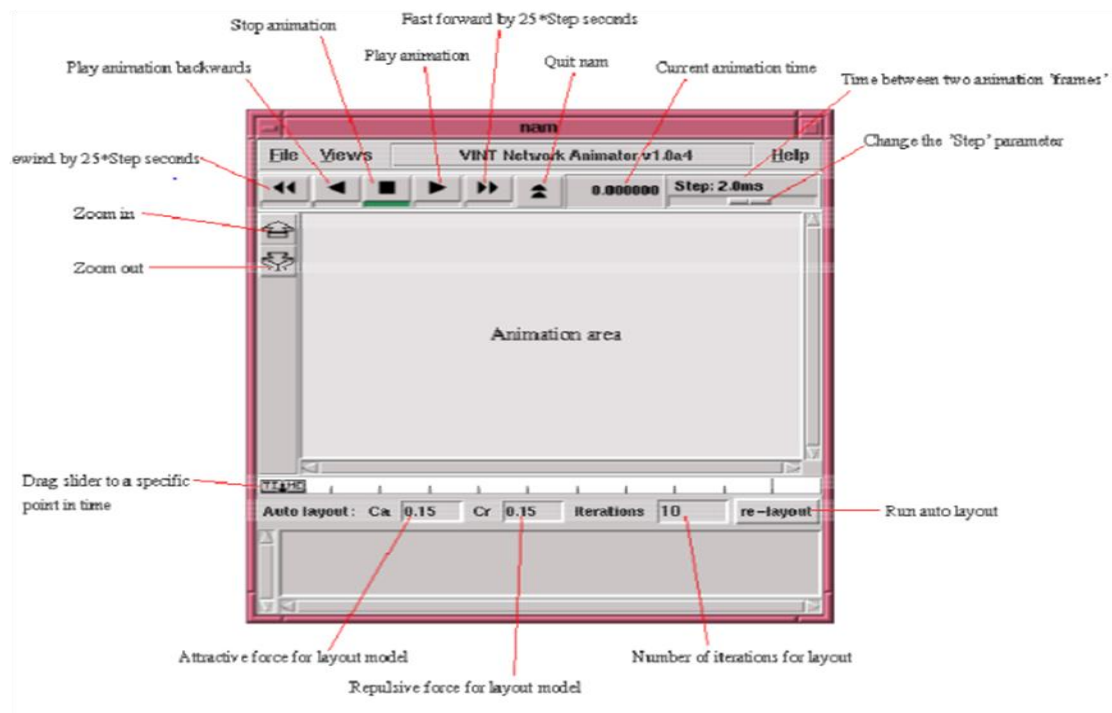 Fast forward by 25*Step seconds
Stop animation
Play animation
Quit nam
Play animation backwards
Current animation time
Time between two animation 'frames'
Change the 'Step' parameter
nam
File Views VINT Network Animator v1.0a4 Help
ewind by 25*Step seconds
0.000000 Step: 2.0ms
Zoom in
Zoom out
Animation area
Drag slider to a specific
point in time
TIME
Auto layout: Ca 0.15 Cr 0.15 Iterations 10 re-layout
Run auto layout
Attractive force for layout model
Number of iterations for layout
Repulsive force for layout model